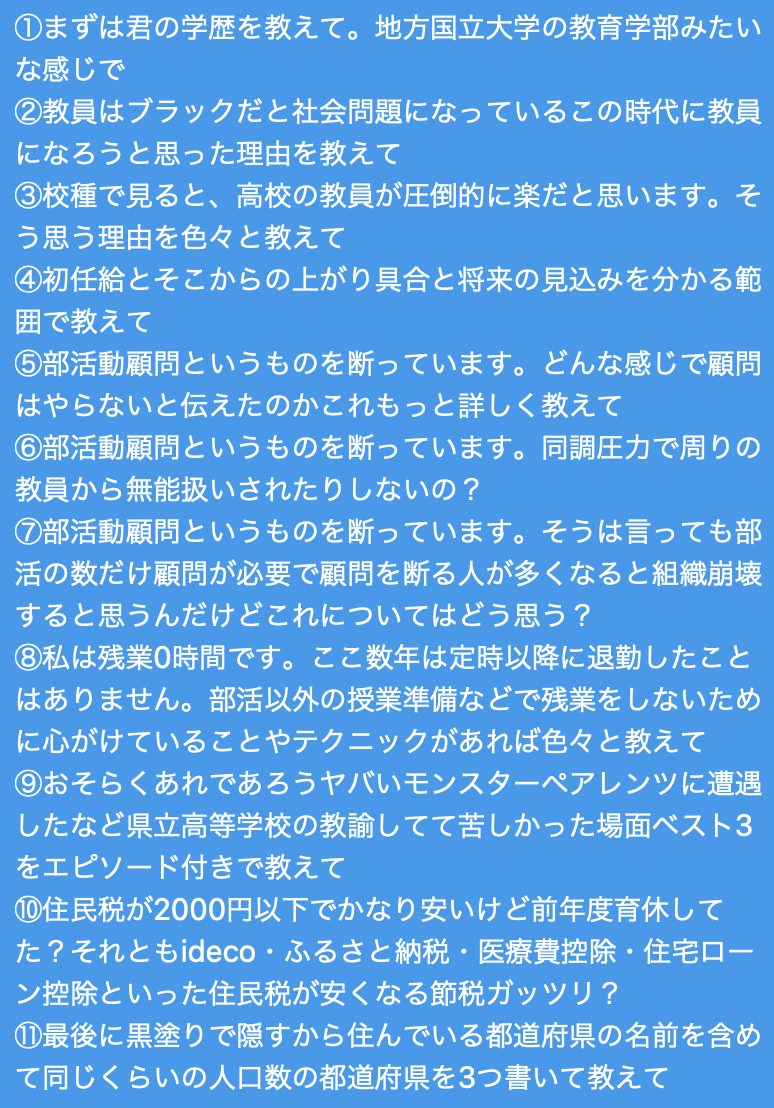 ①まずは君の学歴を教えて。地方国立大学の教育学部みたい
な感じで
②教員はブラックだと社会問題になっているこの時代に教員
になろうと思った理由を教えて
③校種で見ると、高校の教員が圧倒的に楽だと思います。そ
う思う理由を色々と教えて
④初任給とそこからの上がり具合と将来の見込みを分かる範
囲で教えて
⑤部活動顧問というものを断っています。どんな感じで顧問
はやらないと伝えたのかこれもっと詳しく教えて
⑥部活動顧問というものを断っています。同調圧力で周りの
教員から無能扱いされたりしないの？
⑦部活動顧問というものを断っています。そうは言っても部
活の数だけ顧問が必要で顧問を断る人が多くなると組織崩壊
すると思うんだけどこれについてはどう思う？
⑧私は残業0時間です。ここ数年は定時以降に退勤したこと
はありません。部活以外の授業準備などで残業をしないため
に心がけていることやテクニックがあれば色々と教えて
⑨おそらくあれであろうヤバいモンスターペアレンツに遭遇
したなど県立高等学校の教諭してて苦しかった場面ベスト3
をエピソード付きで教えて
⑩住民税が2000円以下でかなり安いけど前年度育休して
た？それともideco・ふるさと納税・医療費控除・住宅ロー
ン控除といった住民税が安くなる節税ガッツリ？
⑪最後に黒塗りで隠すから住んでいる都道府県の名前を含め
て同じくらいの人口数の都道府県を3つ書いて教えて